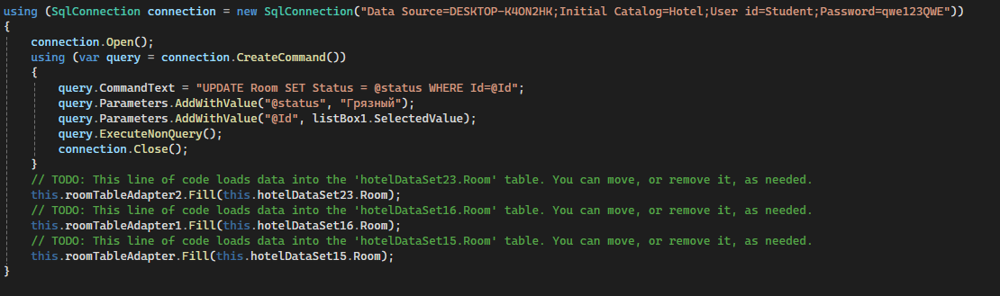 using (SqlConnection connection = new SqlConnection("Data Source=DESKTOP-K4ON2HK;Initial Catalog=Hotel;User id=Student;Password=qwe123QWE"))
{
    connection.Open();
    using (var query = connection.CreateCommand())
    {
        query.CommandText = "UPDATE Room SET Status = @status WHERE Id=@Id";
        query.Parameters.AddWithValue("@status", "Грязный");
        query.Parameters.AddWithValue("@Id", listBox1.SelectedValue);
        query.ExecuteNonQuery();
        connection.Close();
    }
    // TODO: This line of code loads data into the 'hotelDataSet23.Room' table. You can move, or remove it, as needed.
    this.roomTableAdapter2.Fill(this.hotelDataSet23.Room);
    // TODO: This line of code loads data into the 'hotelDataSet16.Room' table. You can move, or remove it, as needed.
    this.roomTableAdapter1.Fill(this.hotelDataSet16.Room);
    // TODO: This line of code loads data into the 'hotelDataSet15.Room' table. You can move, or remove it, as needed.
    this.roomTableAdapter.Fill(this.hotelDataSet15.Room);
}